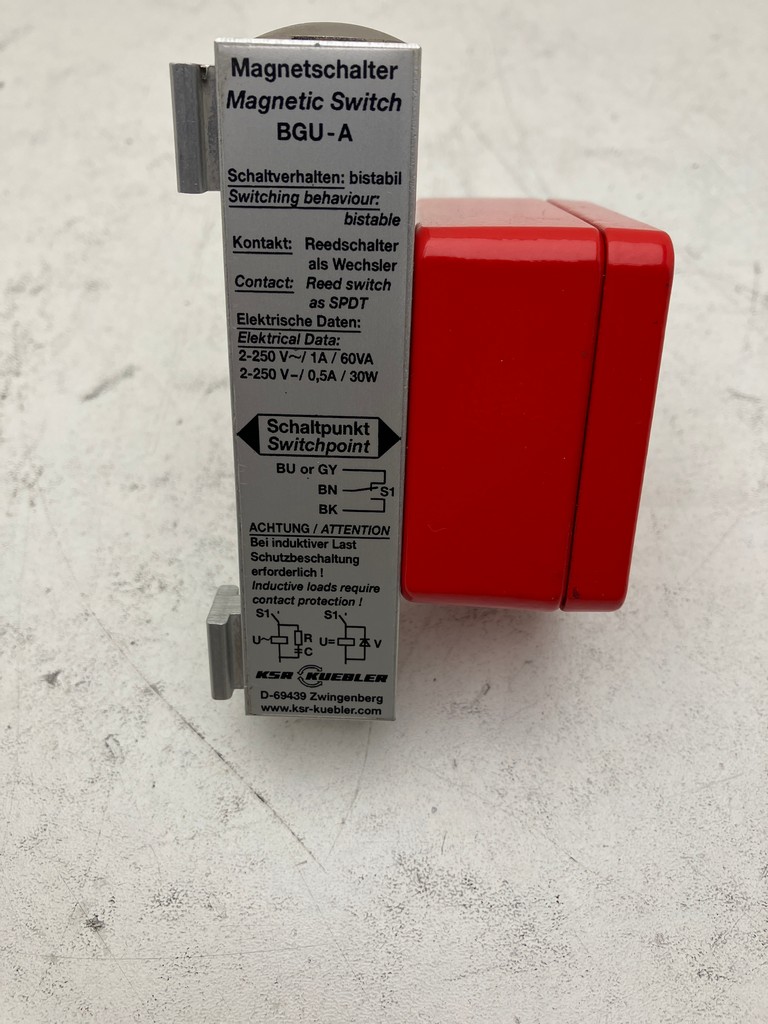 Magnetschalter
Magnetic Switch
BGU-A
Schaltverhalten: bistabil
Switching behaviour:
bistable
Kontakt: Reedschalter
als Wechsler
Contact: Reed switch
as SPDT
Elektrische Daten:
Elektrical Data:
2-250 V~/ 1A / 60VA
2-250 V-/ 0,5A / 30W
Schaltpunkt
Switchpoint
BU or GY
BN S1
BK
ACHTUNG / ATTENTION
Bei induktiver Last
Schutzbeschaltung
erforderlich !
Inductive loads require
contact protection !
S1 S1
U~ R U= V
C
KSR KUEBLER
D-69439 Zwingenberg
www.ksr-kuebler.com